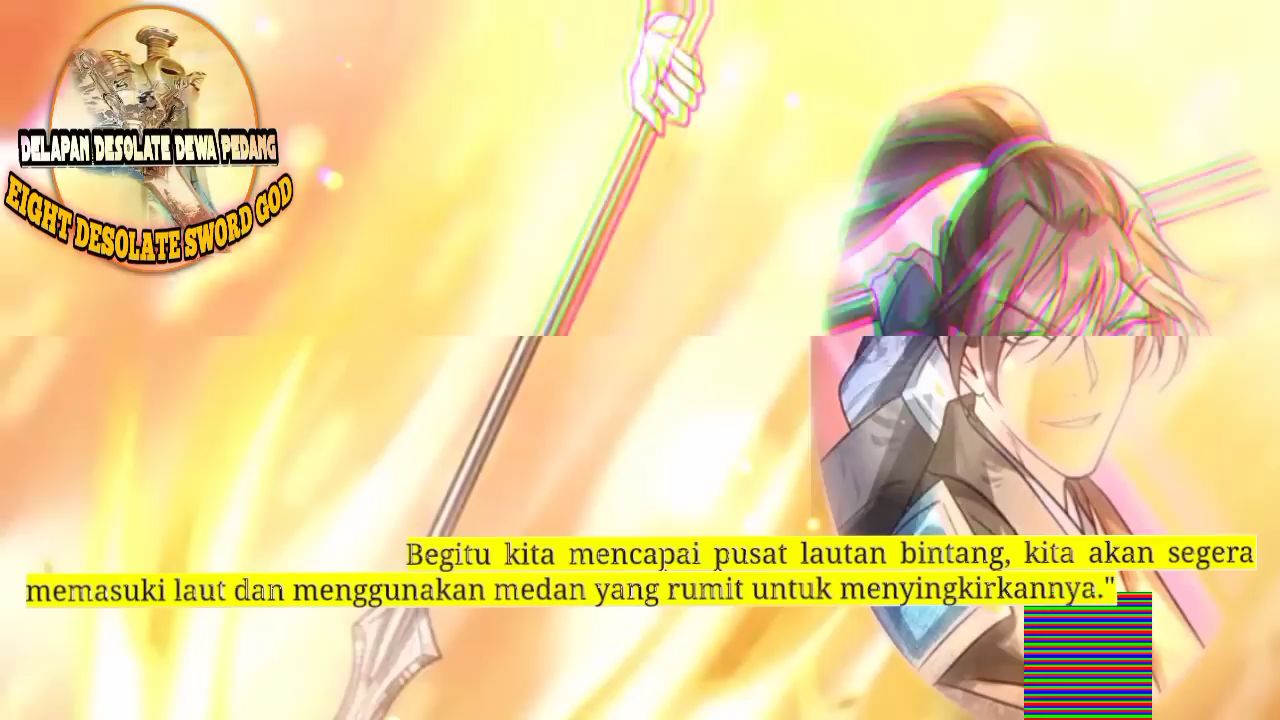 DELAPAN DESOLATE DEWA PEDANG
EIGHT DESOLATE SWORD GOD
Begitu kita mencapai pusat lautan bintang, kita akan segera
memasuki laut dan menggunakan medan yang rumit untuk menyingkirkannya."